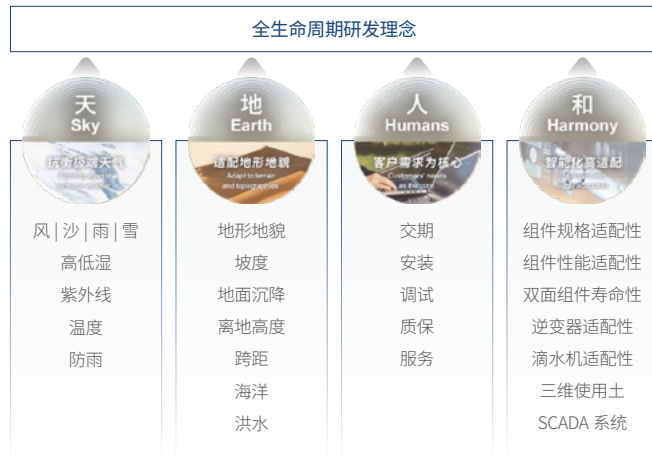 全生命周期研发理念
天
Sky
抗衡极端天气
地
Earth
适配地形地貌
Adapt to terrain
and topographies
人
Humans
客户需求为核心
Customers' needs
as the core
和
Harmony
智能化高适配
风 | 沙 | 雨 | 雪
高低湿
紫外线
温度
防雨
地形地貌
坡度
地面沉降
离地高度
跨距
海洋
洪水
交期
安装
调试
质保
服务
组件规格适配性
组件性能适配性
双面组件寿命性
逆变器适配性
滴水机适配性
三维使用土
SCADA 系统